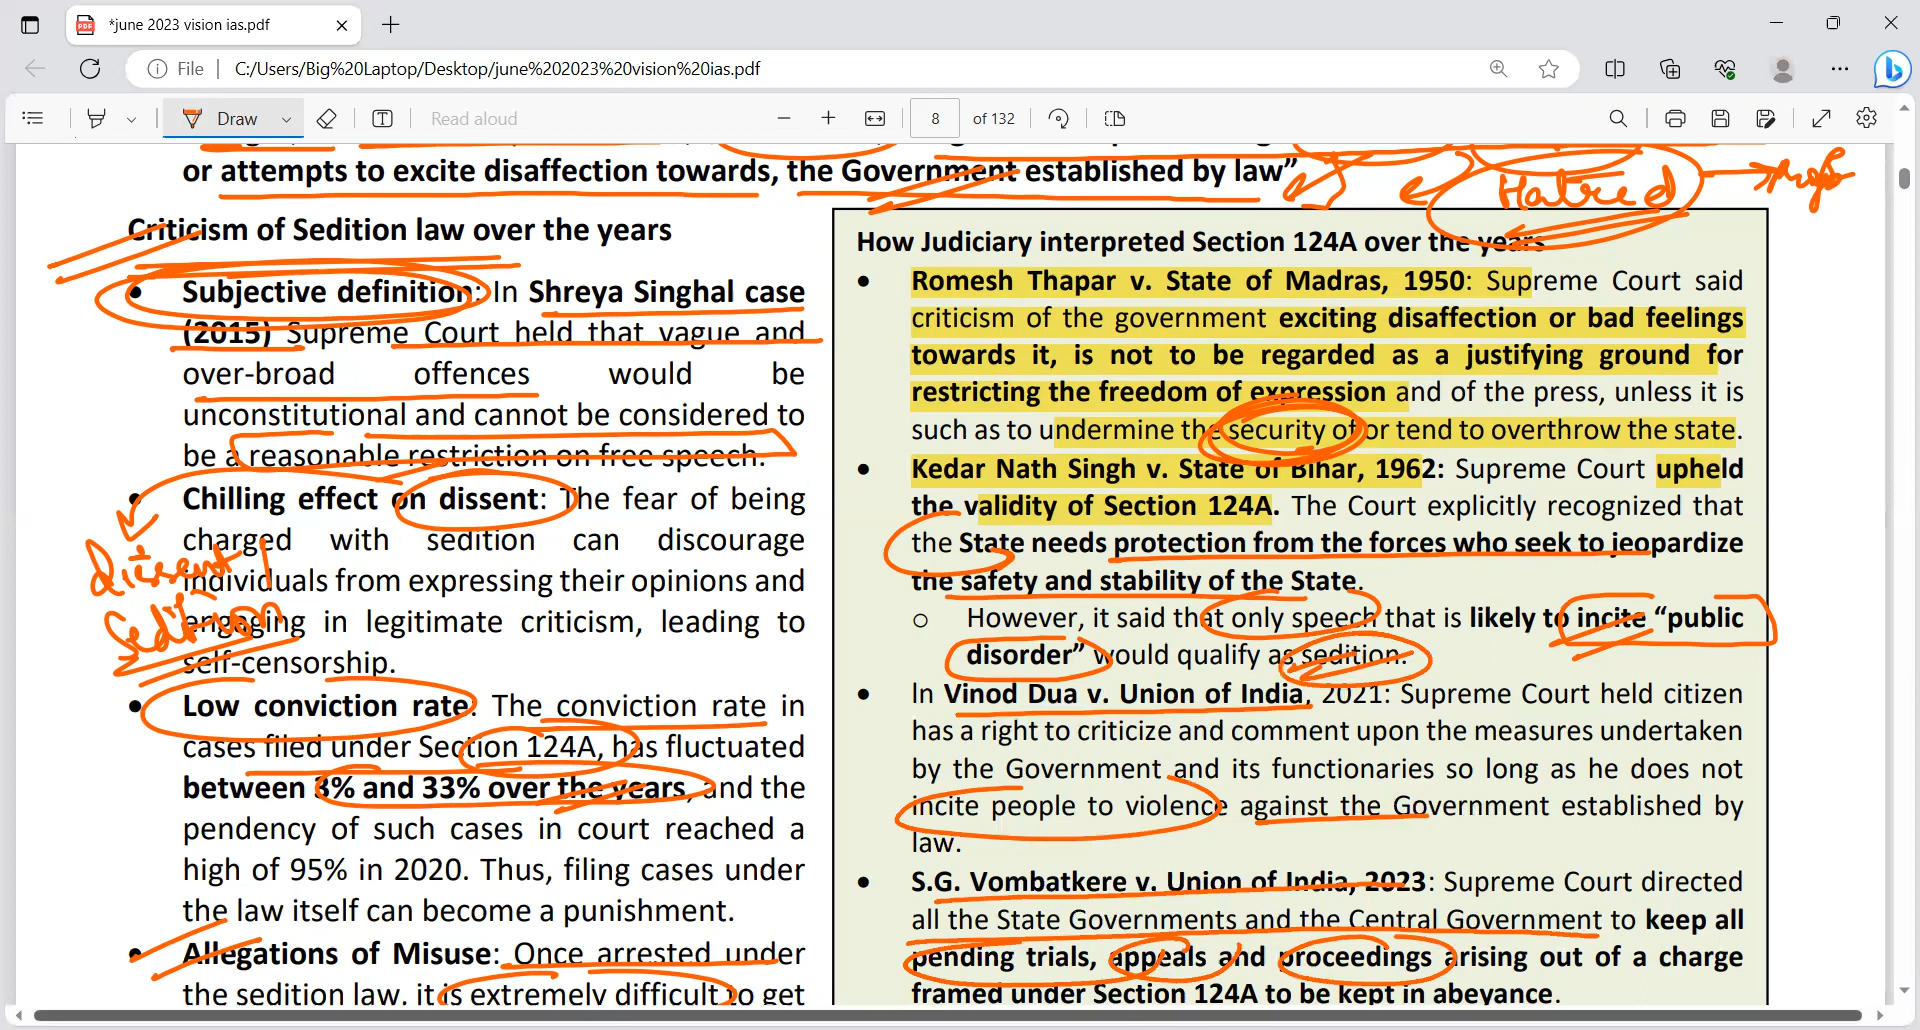 *june 2023 vision ias.pdf
File
C:/Users/Big%20Laptop/Desktop/june%202023%20vision%20ias.pdf
Draw
Read aloud
8 of 132
or attempts to excite disaffection towards, the Government established by law”
Hatred
Criticism of Sedition law over the years
• Subjective definition: In Shreya Singhal case
(2015) Supreme Court held that vague and
over-broad offences would be
unconstitutional and cannot be considered to
be a reasonable restriction on free speech.
• Chilling effect on dissent: The fear of being
charged with sedition can discourage
individuals from expressing their opinions and
engaging in legitimate criticism, leading to
self-censorship.
dissent/
Sedition
• Low conviction rate: The conviction rate in
cases filed under Section 124A, has fluctuated
between 3% and 33% over the years, and the
pendency of such cases in court reached a
high of 95% in 2020. Thus, filing cases under
the law itself can become a punishment.
• Allegations of Misuse: Once arrested under
the sedition law, it is extremely difficult to get
How Judiciary interpreted Section 124A over the years
• Romesh Thapar v. State of Madras, 1950: Supreme Court said
criticism of the government exciting disaffection or bad feelings
towards it, is not to be regarded as a justifying ground for
restricting the freedom of expression and of the press, unless it is
such as to undermine the security of or tend to overthrow the state.
• Kedar Nath Singh v. State of Bihar, 1962: Supreme Court upheld
the validity of Section 124A. The Court explicitly recognized that
the State needs protection from the forces who seek to jeopardize
the safety and stability of the State.
o However, it said that only speech that is likely to incite “public
disorder” would qualify as sedition.
• In Vinod Dua v. Union of India, 2021: Supreme Court held citizen
has a right to criticize and comment upon the measures undertaken
by the Government and its functionaries so long as he does not
incite people to violence against the Government established by
law.
• S.G. Vombatkere v. Union of India, 2023: Supreme Court directed
all the State Governments and the Central Government to keep all
pending trials, appeals and proceedings arising out of a charge
framed under Section 124A to be kept in abeyance.